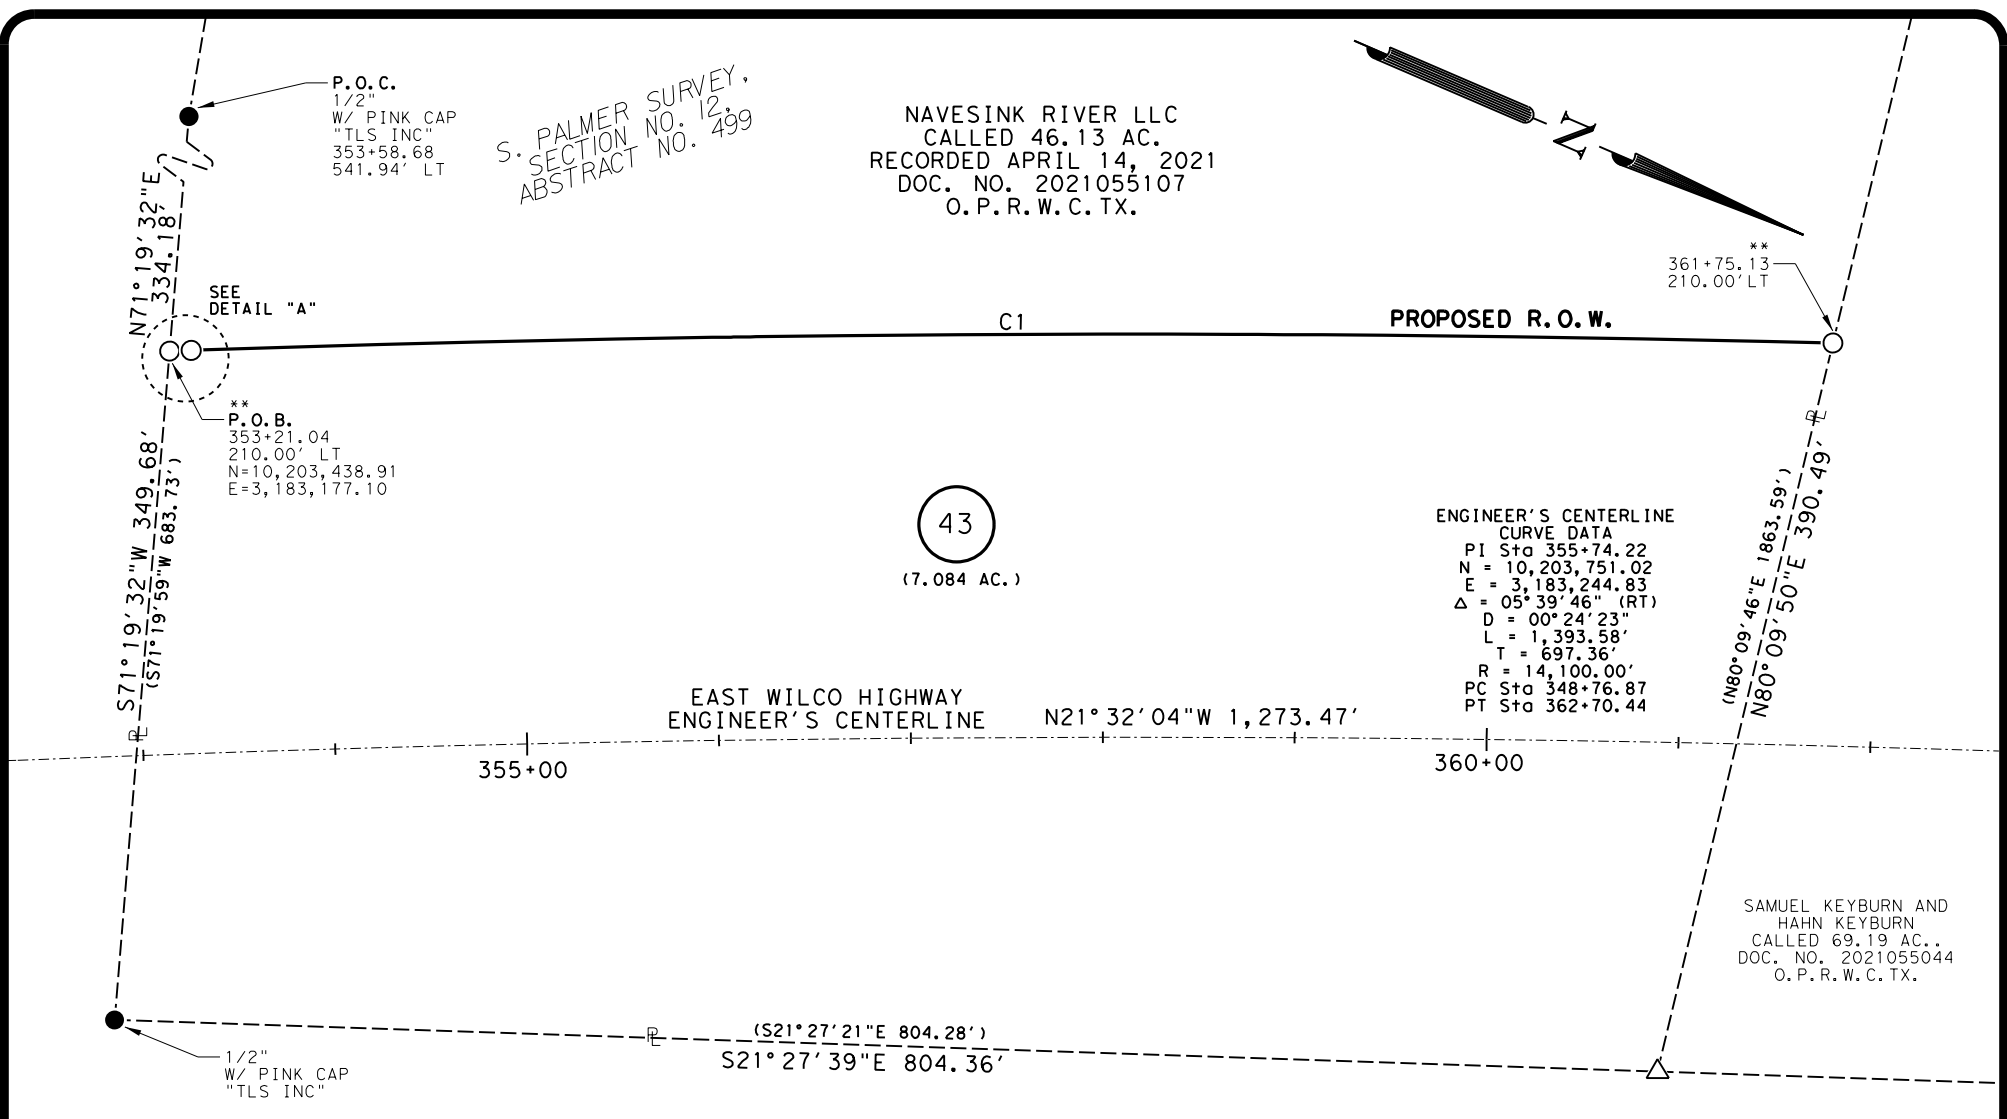 P.O.C.
1/2"
W/ PINK CAP
"TLS INC"
353+58.68
541.94' LT
S. PALMER SURVEY,
SECTION NO. 12,
ABSTRACT NO. 499
NAVESINK RIVER LLC
CALLED 46.13 AC.
RECORDED APRIL 14, 2021
DOC. NO. 2021055107
O.P.R.W.C.TX.
N
N71°19'32"E
334.18'
SEE
DETAIL "A"
**
361+75.13
210.00'LT
C1
PROPOSED R.O.W.
**
P.O.B.
353+21.04
210.00' LT
N=10,203,438.91
E=3,183,177.10
S71°19'32"W 349.68'
(S71°19'59"W 683.73')
PL
43
(7.084 AC.)
ENGINEER'S CENTERLINE
CURVE DATA
PI Sta 355+74.22
N = 10,203,751.02
E = 3,183,244.83
△ = 05°39'46" (RT)
D = 00°24'23"
L = 1,393.58'
T = 697.36'
R = 14,100.00'
PC Sta 348+76.87
PT Sta 362+70.44
PL
(N80°09'46"E 1863.59')
N80°09'50"E 390.49'
EAST WILCO HIGHWAY
ENGINEER'S CENTERLINE
N21°32'04"W 1,273.47'
355+00
360+00
SAMUEL KEYBURN AND
HAHN KEYBURN
CALLED 69.19 AC..
DOC. NO. 2021055044
O.P.R.W.C.TX.
PL
(S21°27'21"E 804.28')
S21°27'39"E 804.36'
1/2"
W/ PINK CAP
"TLS INC"